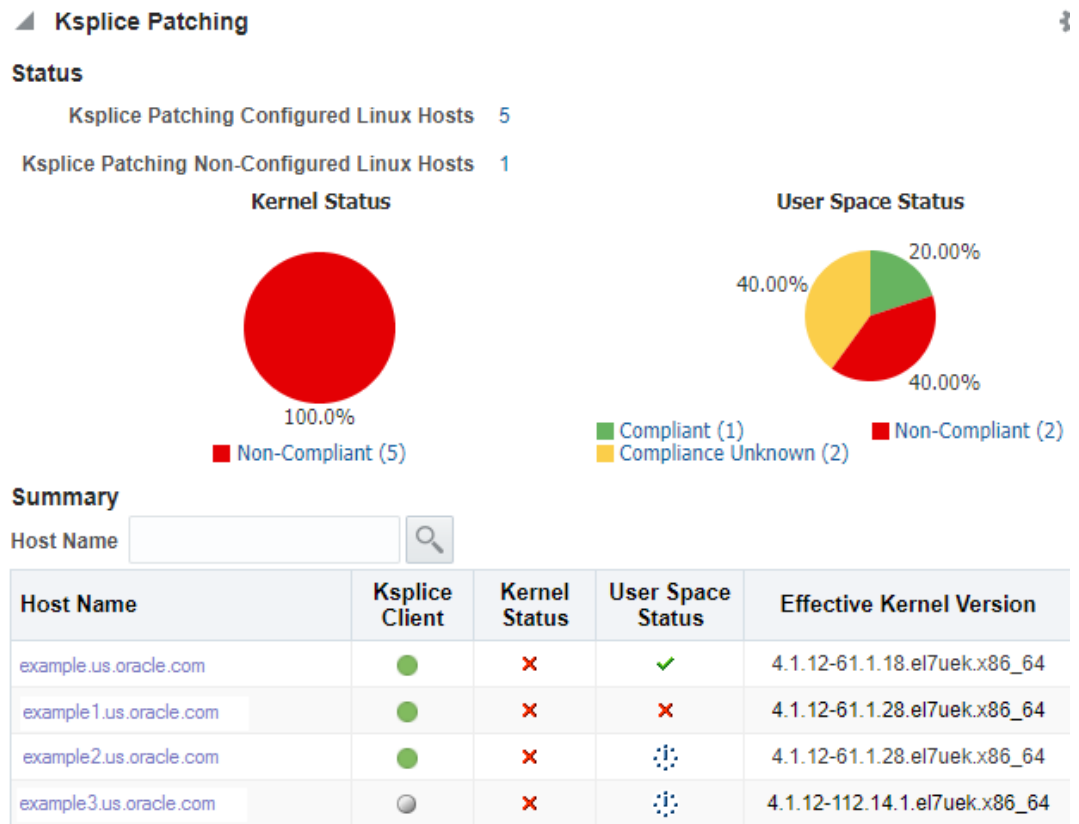 Ksplice Patching
Status
Ksplice Patching Configured Linux Hosts 5
Ksplice Patching Non-Configured Linux Hosts 1
Kernel Status
User Space Status
100.0%
Non-Compliant (5)
20.00%
40.00%
40.00%
Compliant (1)
Non-Compliant (2)
Compliance Unknown (2)
Summary
Host Name
Host Name Ksplice Client Kernel Status User Space Status Effective Kernel Version
example.us.oracle.com 4.1.12-61.1.18.el7uek.x86_64
example1.us.oracle.com 4.1.12-61.1.28.el7uek.x86_64
example2.us.oracle.com 4.1.12-61.1.28.el7uek.x86_64
example3.us.oracle.com 4.1.12-112.14.1.el7uek.x86_64